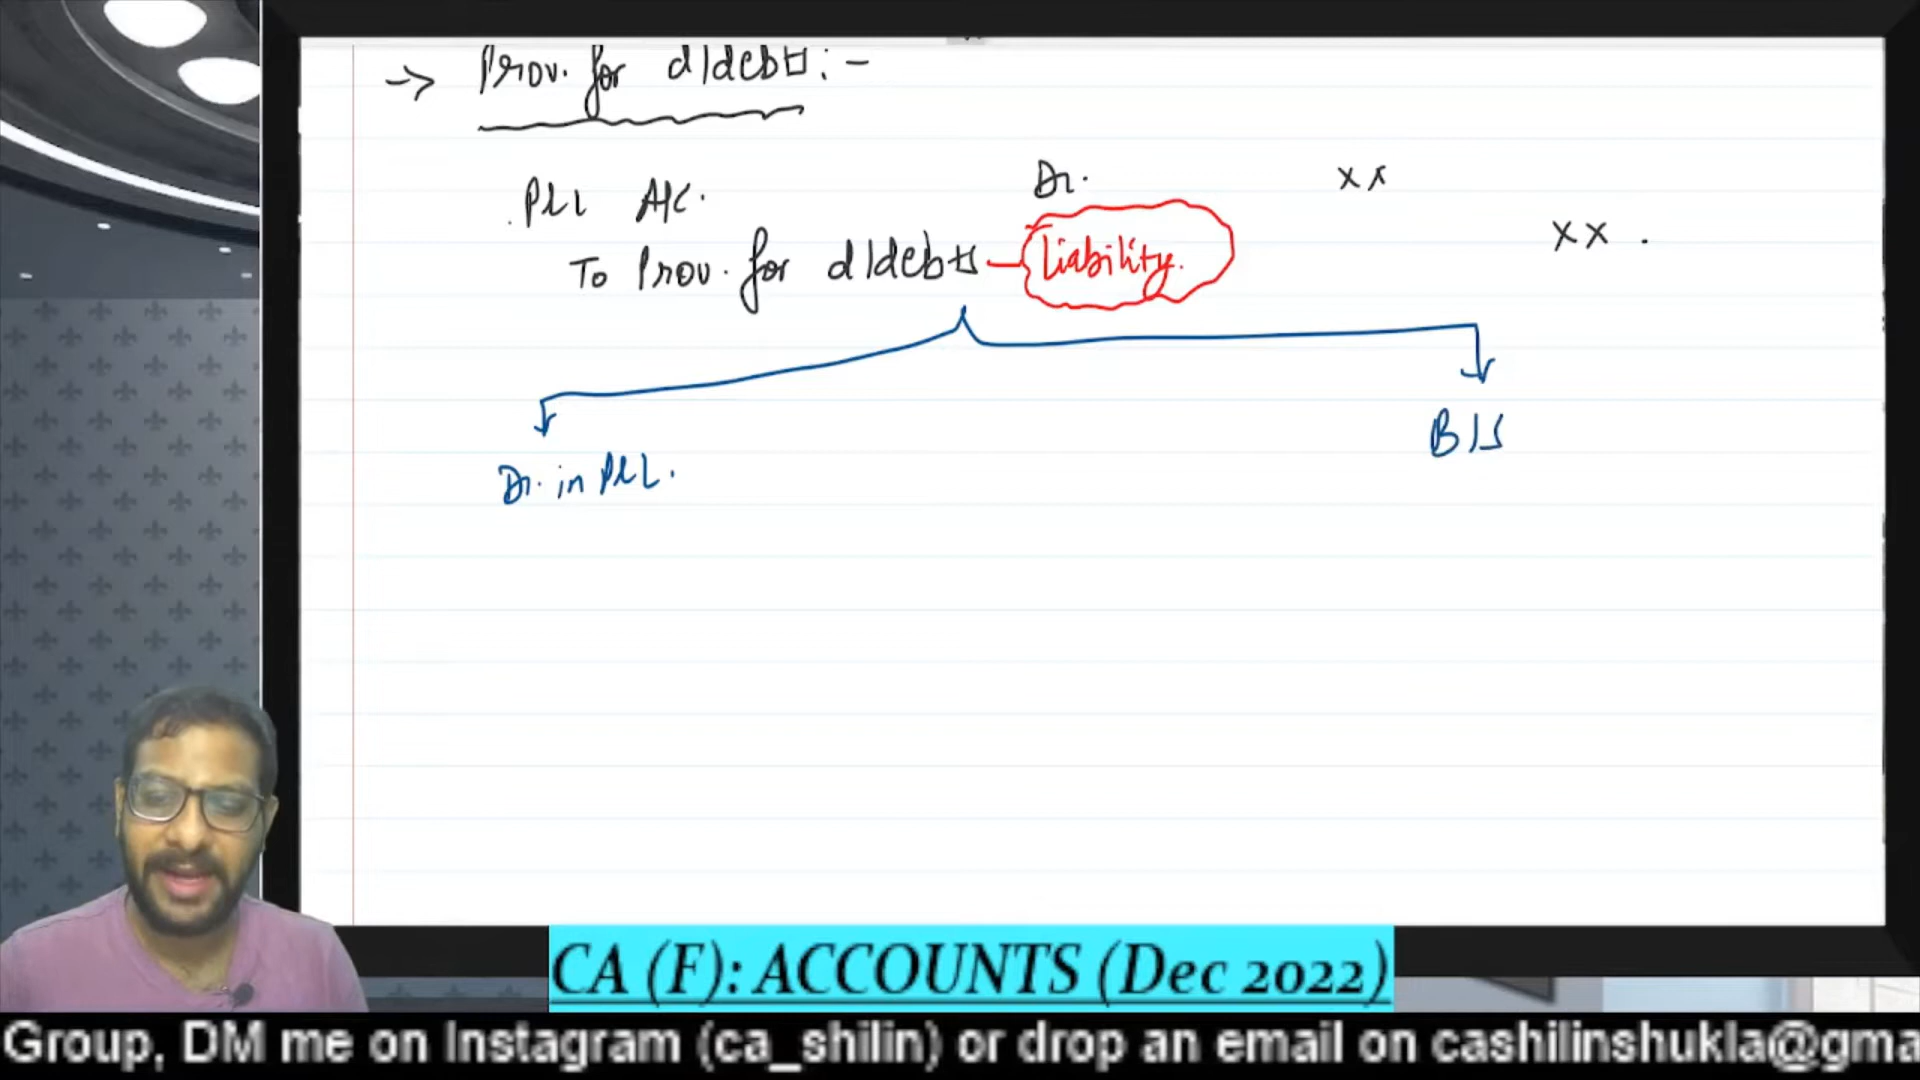 -> Prov. for d/debts:-
P&L A/c. Dr. xx
To Prov. for d/debts - Liability. xx.
Dr. in P&L. B/S
CA (F): ACCOUNTS (Dec 2022)
Group, DM me on Instagram (ca_shilin) or drop an email on cashilinshukla@gma